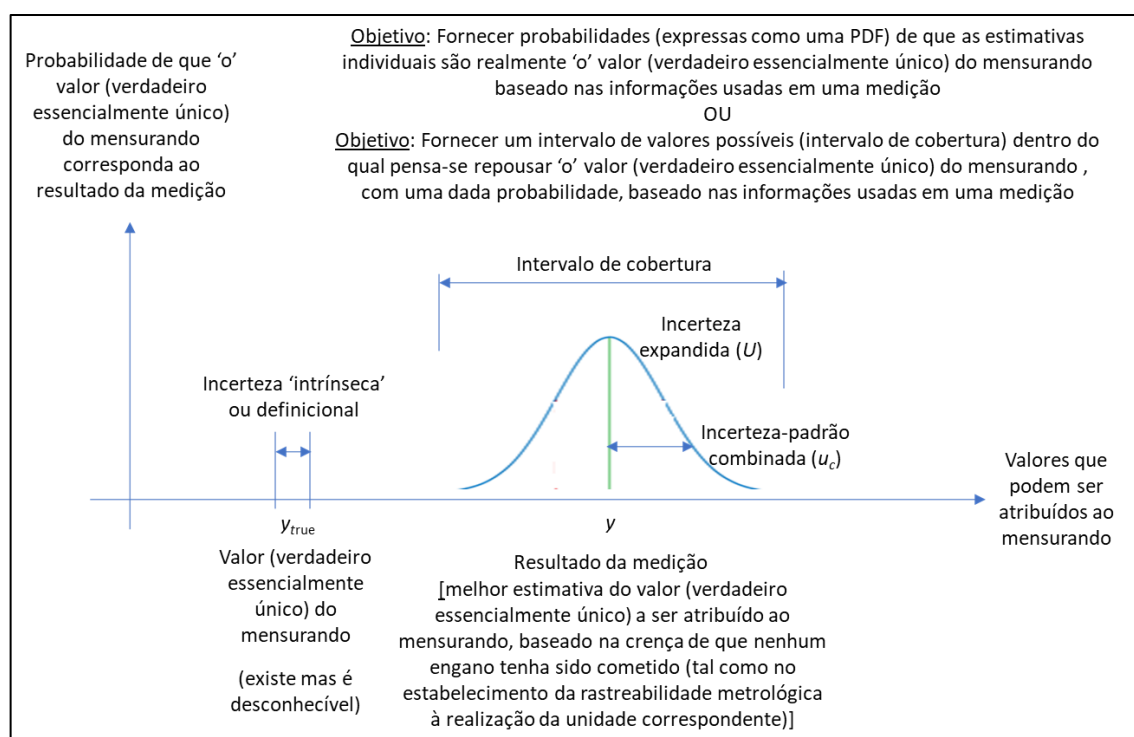 Objetivo: Fornecer probabilidades (expressas como uma PDF) de que as estimativas
individuais são realmente ‘o’ valor (verdadeiro essencialmente único) do mensurando
baseado nas informações usadas em uma medição
OU
Objetivo: Fornecer um intervalo de valores possíveis (intervalo de cobertura) dentro do
qual pensa-se repousar ‘o’ valor (verdadeiro essencialmente único) do mensurando ,
com uma dada probabilidade, baseado nas informações usadas em uma medição
Probabilidade de que ‘o’
valor (verdadeiro
essencialmente único)
do mensurando
corresponda ao
resultado da medição
Intervalo de cobertura
Incerteza
expandida (U)
Incerteza ‘intrínseca’
ou definicional
Incerteza-padrão
combinada (uc)
Valores que
podem ser
atribuídos ao
mensurando
ytrue
Valor (verdadeiro
essencialmente
único) do
mensurando
(existe mas é
desconhecível)
y
Resultado da medição
[melhor estimativa do valor (verdadeiro
essencialmente único) a ser atribuído ao
mensurando, baseado na crença de que nenhum
engano tenha sido cometido (tal como no
estabelecimento da rastreabilidade metrológica
à realização da unidade correspondente)]